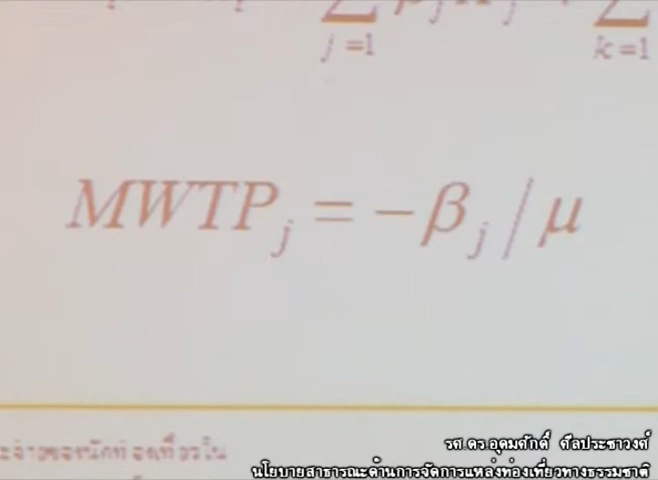 j=1 k=1
MWTP_j = -β_j / μ
รศ.ดร.อุดมศักดิ์ ศีลประชาวงศ์
นโยบายสาธารณะด้านการจัดการแหล่งท่องเที่ยวทางธรรมชาติ